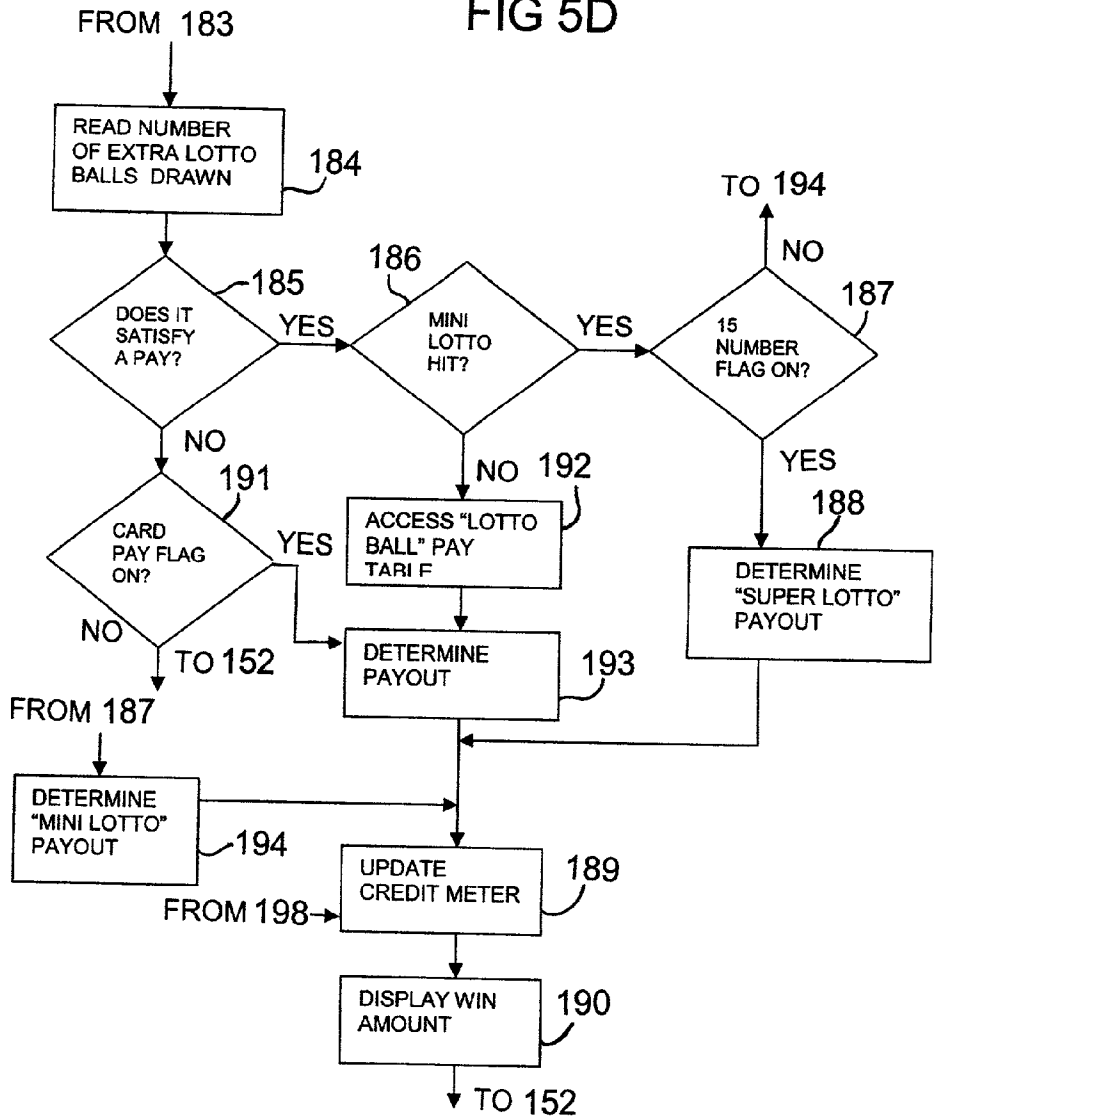 FIG 5D
FROM 183
READ NUMBER
OF EXTRA LOTTO
BALLS DRAWN
184
TO 194
NO
185
DOES IT
SATISFY
A PAY?
YES
186
MINI
LOTTO
HIT?
YES
187
15
NUMBER
FLAG ON?
NO
191
CARD
PAY FLAG
ON?
YES
NO
TO 152
NO
192
ACCESS “LOTTO
BALL” PAY
TABLE
YES
188
DETERMINE
“SUPER LOTTO”
PAYOUT
DETERMINE
PAYOUT
193
FROM 187
DETERMINE
“MINI LOTTO”
PAYOUT
194
UPDATE
CREDIT METER
189
FROM 198
DISPLAY WIN
AMOUNT
190
TO 152